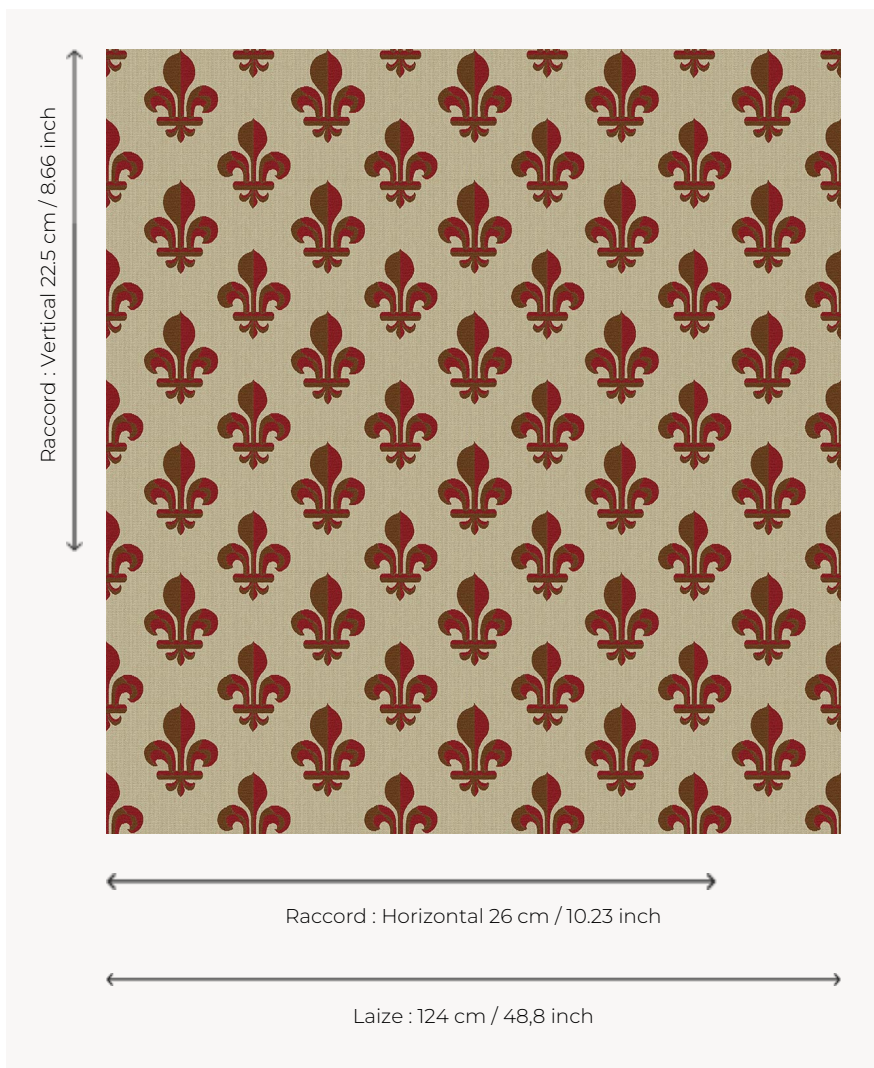 Raccord : Vertical 22.5 cm / 8.66 inch
Raccord : Horizontal 26 cm / 10.23 inch
Laize : 124 cm / 48,8 inch